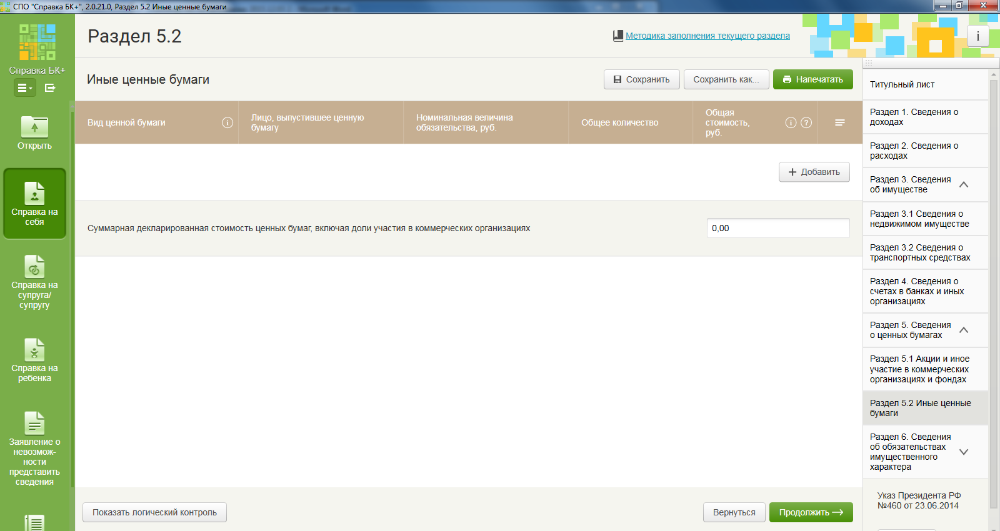 СПО "Справка БК+", 2.0.21.0, Раздел 5.2 Иные ценные бумаги
Справка БК+
Открыть
Справка на
себя
Справка на
супруга/
супругу
Справка на
ребенка
Заявление о
невозмож-
ности
представить
сведения
Раздел 5.2
Методика заполнения текущего раздела
i
Иные ценные бумаги
Сохранить
Сохранить как...
Напечатать
Вид ценной бумаги
i
Лицо, выпустившее ценную
бумагу
Номинальная величина
обязательства, руб.
Общее количество
Общая
стоимость,
руб.
i ?
+ Добавить
Суммарная декларированная стоимость ценных бумаг, включая доли участия в коммерческих организациях
0,00
Показать логический контроль
Вернуться
Продолжить
Титульный лист
Раздел 1. Сведения о
доходах
Раздел 2. Сведения о
расходах
Раздел 3. Сведения
об имуществе
Раздел 3.1 Сведения о
недвижимом имуществе
Раздел 3.2 Сведения о
транспортных средствах
Раздел 4. Сведения о
счетах в банках и иных
организациях
Раздел 5. Сведения
о ценных бумагах
Раздел 5.1 Акции и иное
участие в коммерческих
организациях и фондах
Раздел 5.2 Иные ценные
бумаги
Раздел 6. Сведения
об обязательствах
имущественного
характера
Указ Президента РФ
№460 от 23.06.2014